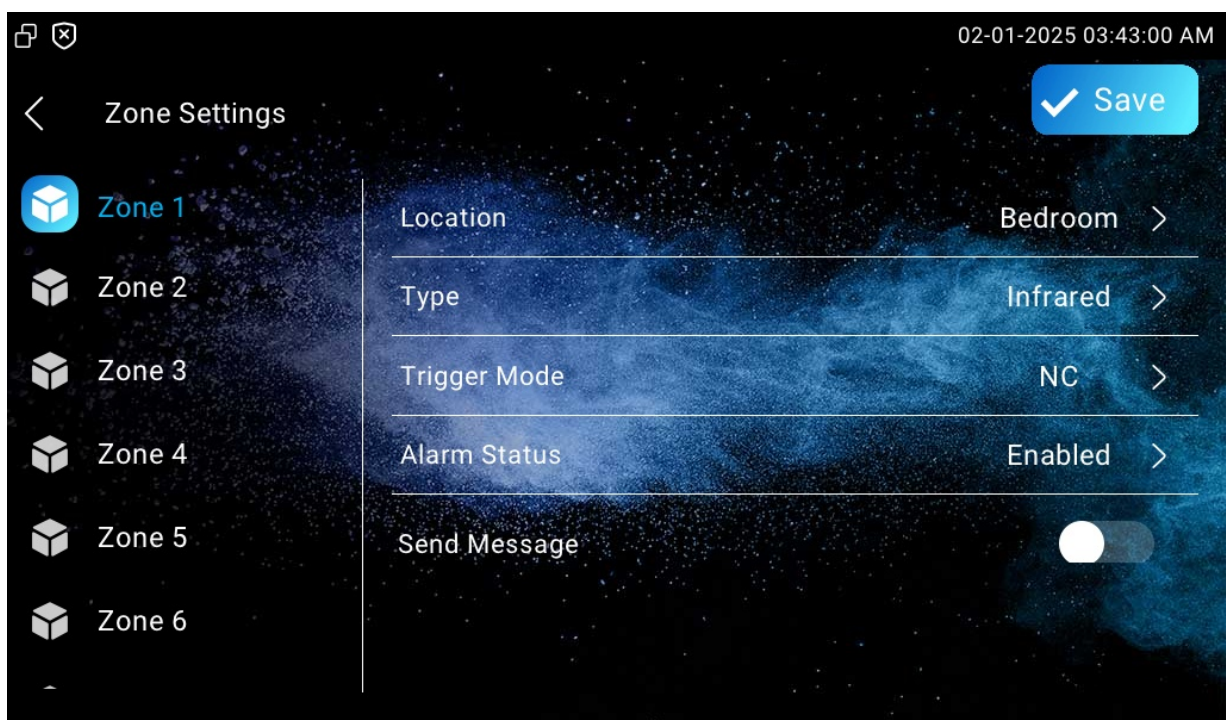 02-01-2025 03:43:00 AM
Zone Settings
Save
Zone 1
Zone 2
Zone 3
Zone 4
Zone 5
Zone 6
Location Bedroom
Type Infrared
Trigger Mode NC
Alarm Status Enabled
Send Message